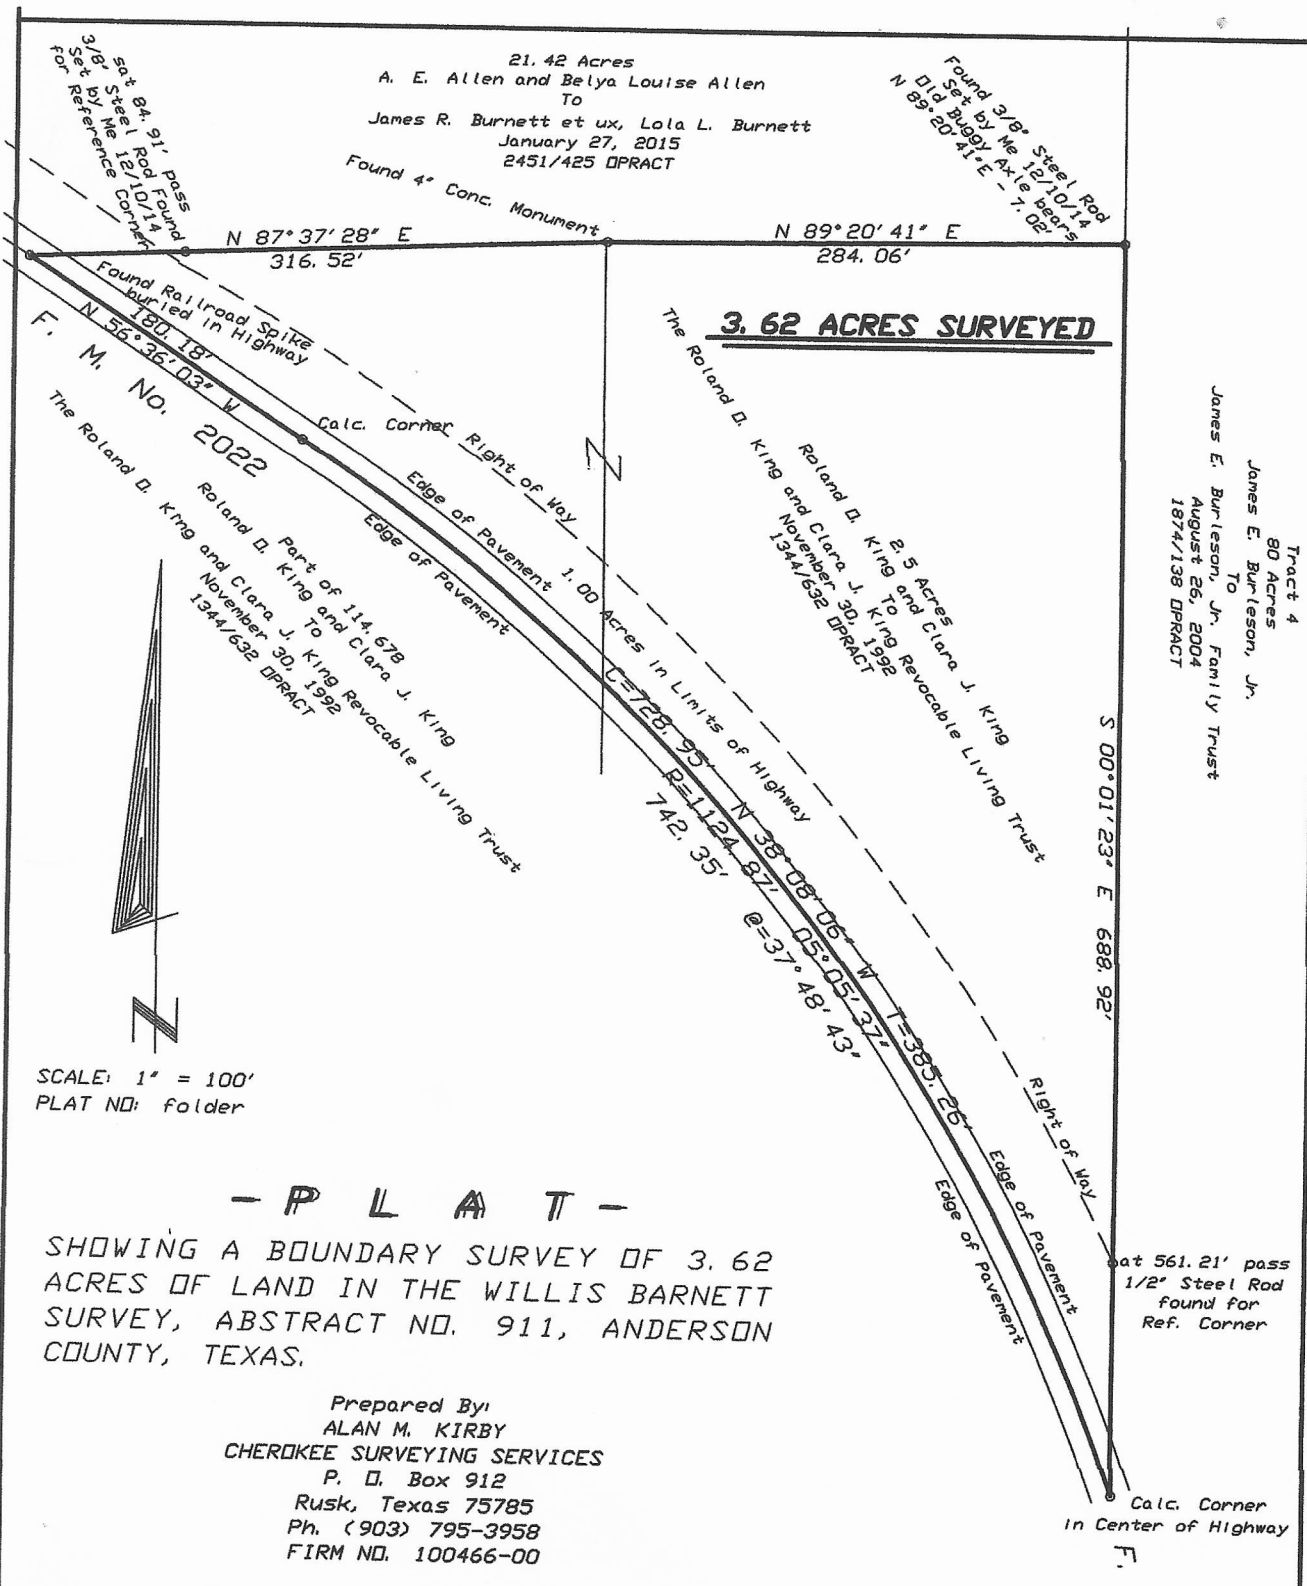 21.42 Acres
A. E. Allen and Belya Louise Allen
To
James R. Burnett et ux, Lola L. Burnett
January 27, 2015
2451/425 OPRACT
sat 84.91' pass
3/8" Steel Rod Found
Set by Me 12/10/14
for Reference Corner
Found 4" Conc. Monument
Found 3/8" Steel Rod
Set by Me 12/10/14
Old Buggy Axle bears
N 89°20'41"E - 7.02'
N 87°37'28" E
316.52'
N 89°20'41" E
284.06'
3.62 ACRES SURVEYED
Found Railroad Spike
buried in Highway
180.18'
N 56°36'03" W
F. M. No. 2022
Calc. Corner
Right of Way
Edge of Pavement
Edge of Pavement
1.00 Acres in Limits of Highway
Part of 114.678
Roland O. King and Clara J. King
To
The Roland O. King and Clara J. King Revocable Living Trust
November 30, 1992
1344/632 OPRACT
2.5 Acres
Roland O. King and Clara J. King
To
The Roland O. King and Clara J. King Revocable Living Trust
November 30, 1992
1344/632 OPRACT
Tract 4
80 Acres
James E. Burleson, Jr.
To
James E. Burleson, Jr. Family Trust
August 26, 2004
1874/138 OPRACT
S 00°01'23" E 688.92'
C=728.95' N 38°08'06" W T=385.26'
R=1124.87' 05°05'37"
742.35' @=37°48'43"
N
N
SCALE: 1" = 100'
PLAT NO: folder
Right of Way
Edge of Pavement
Edge of Pavement
at 561.21' pass
1/2" Steel Rod
found for
Ref. Corner
-PLAT-
SHOWING A BOUNDARY SURVEY OF 3.62
ACRES OF LAND IN THE WILLIS BARNETT
SURVEY, ABSTRACT NO. 911, ANDERSON
COUNTY, TEXAS.
Prepared By:
ALAN M. KIRBY
CHEROKEE SURVEYING SERVICES
P. O. Box 912
Rusk, Texas 75785
Ph. (903) 795-3958
FIRM NO. 100466-00
Calc. Corner
in Center of Highway
F.